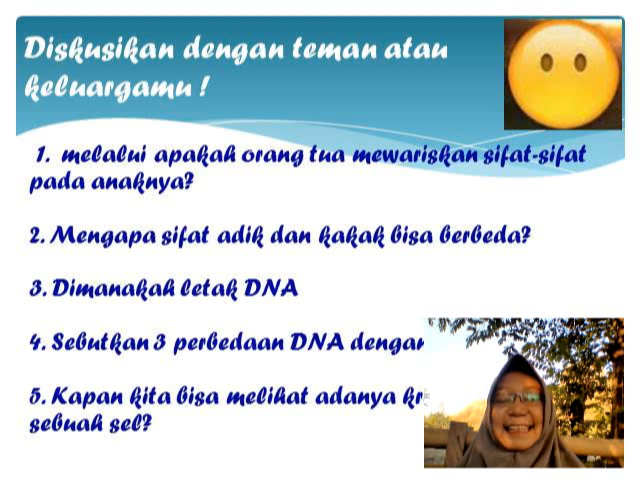 Diskusikan dengan teman atau
keluargamu !
1. melalui apakah orang tua mewariskan sifat-sifat
pada anaknya?
2. Mengapa sifat adik dan kakak bisa berbeda?
3. Dimanakah letak DNA
4. Sebutkan 3 perbedaan DNA dengan
5. Kapan kita bisa melihat adanya
sebuah sel?